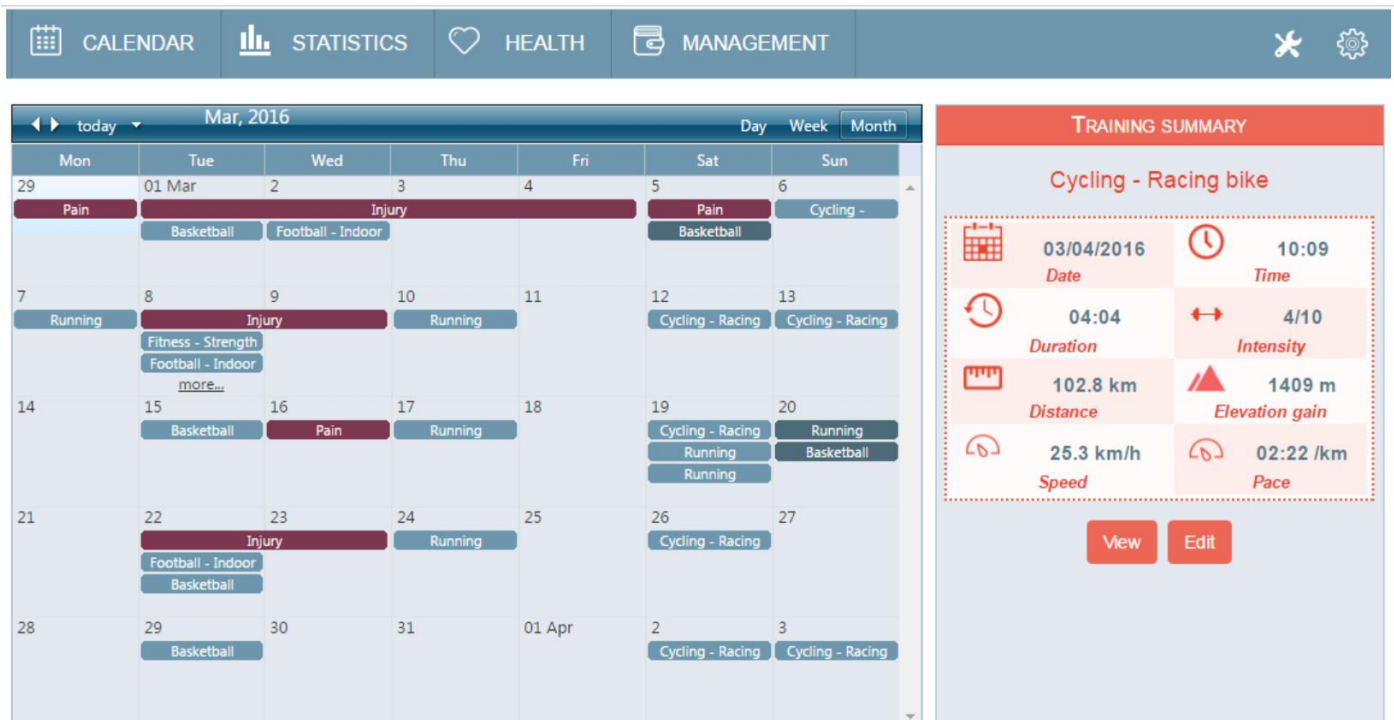 CALENDAR STATISTICS HEALTH MANAGEMENT
today Mar, 2016 Day Week Month
Mon Tue Wed Thu Fri Sat Sun
29 01 Mar 2 3 4 5 6
Pain Injury Pain Cycling -
Basketball Football - Indoor Basketball
7 8 9 10 11 12 13
Running Injury Running Cycling - Racing Cycling - Racing
Fitness - Strength
Football - Indoor
more...
14 15 16 17 18 19 20
Basketball Pain Running Cycling - Racing Running
Running Basketball
Running
21 22 23 24 25 26 27
Injury Running Cycling - Racing
Football - Indoor
Basketball
28 29 30 31 01 Apr 2 3
Basketball Cycling - Racing Cycling - Racing
TRAINING SUMMARY
Cycling - Racing bike
03/04/2016 10:09
Date Time
04:04 4/10
Duration Intensity
102.8 km 1409 m
Distance Elevation gain
25.3 km/h 02:22 /km
Speed Pace
View Edit